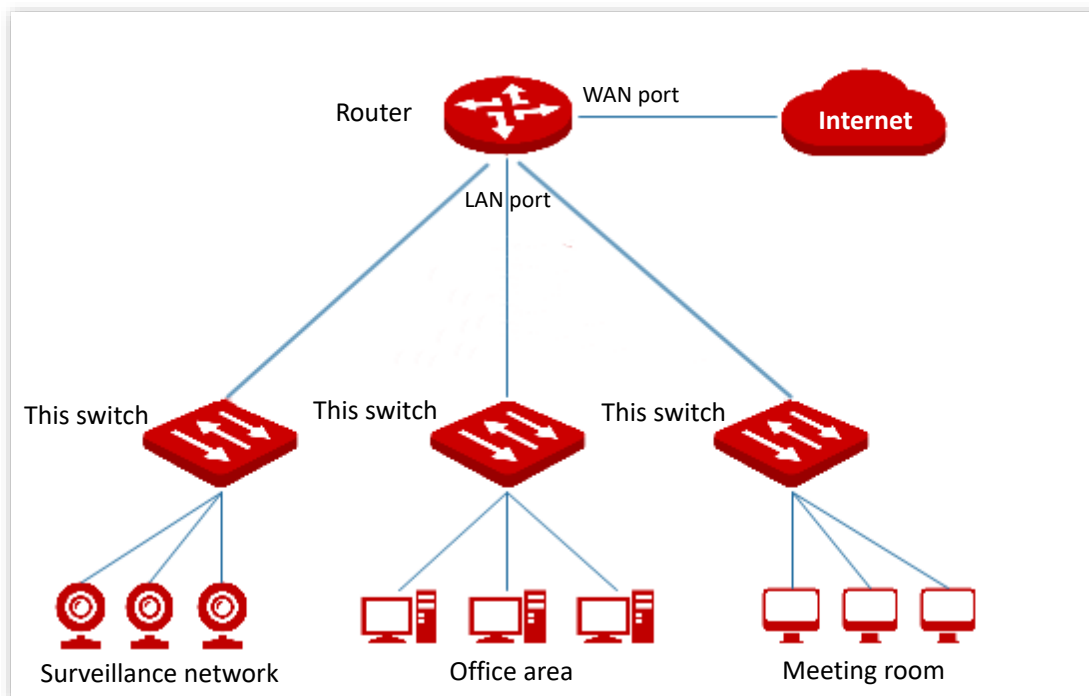 Router
WAN port
Internet
LAN port
This switch
This switch
This switch
Surveillance network
Office area
Meeting room